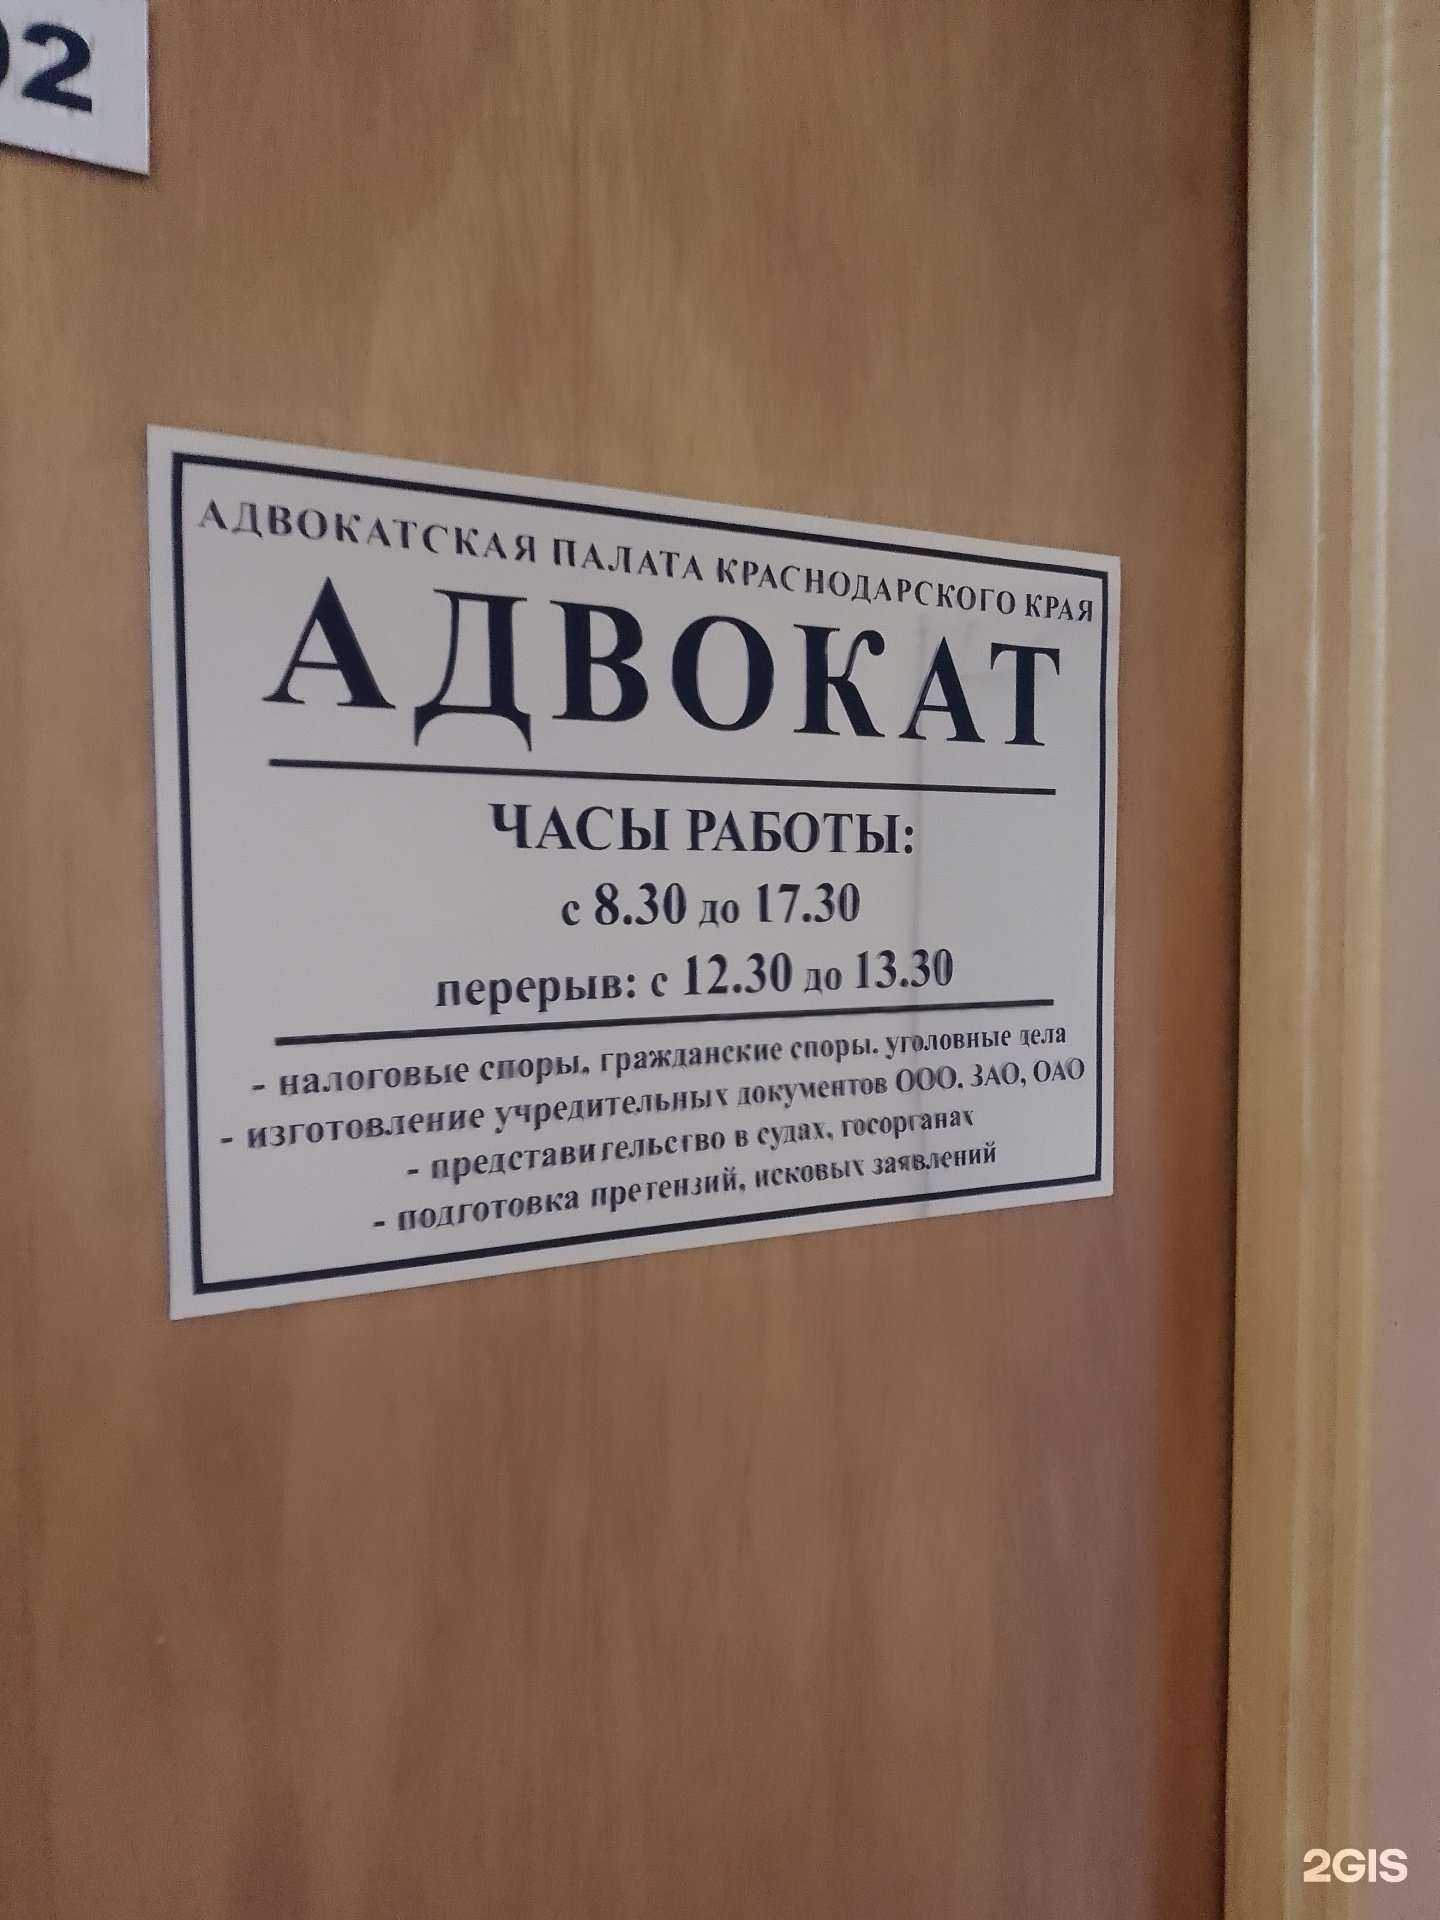 02
АДВОКАТСКАЯ ПАЛАТА КРАСНОДАРСКОГО КРАЯ
АДВОКАТ
ЧАСЫ РАБОТЫ:
с 8.30 до 17.30
перерыв: с 12.30 до 13.30
- налоговые споры, гражданские споры. уголовные дела
- изготовление учредительных документов ООО. ЗАО, ОАО
- представительство в судах, госорганах
- подготовка претензий, исковых заявлений
2GIS